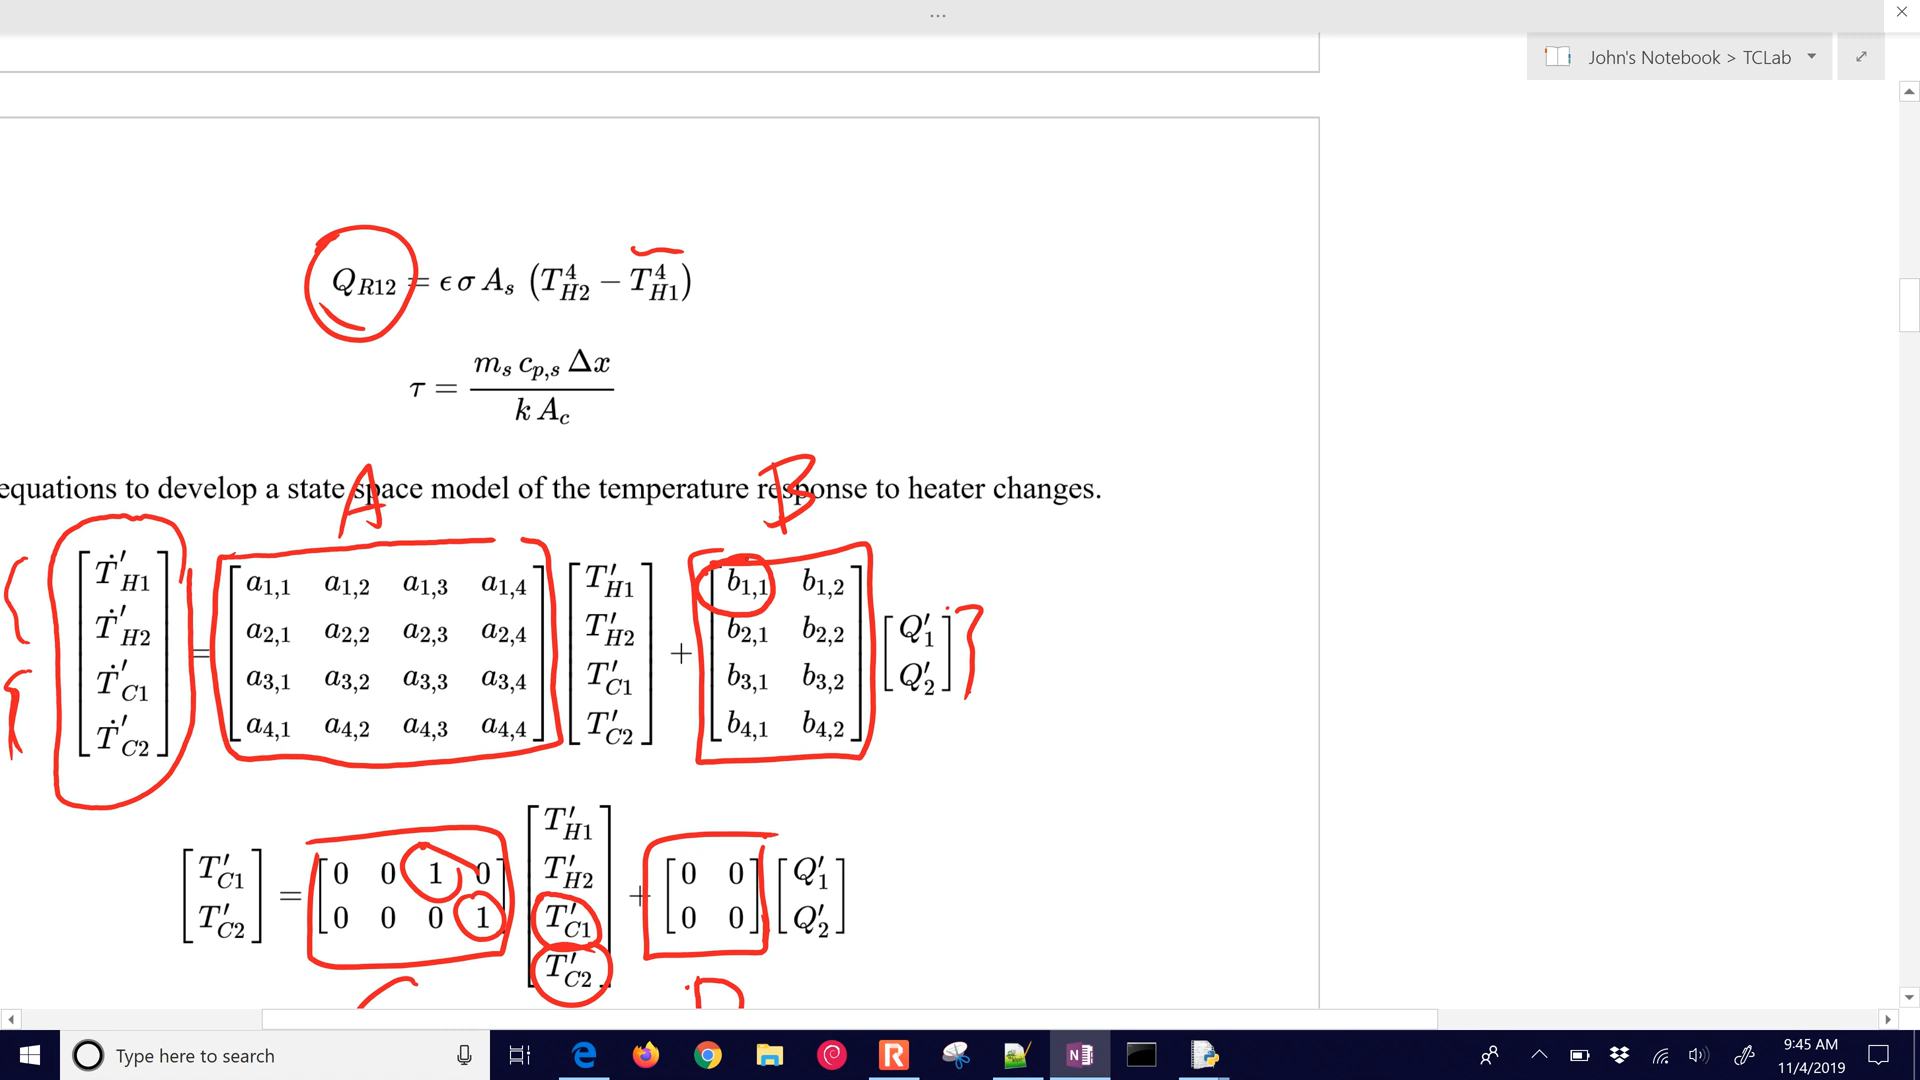 ...
John's Notebook > TCLab
Q_{R12} = ϵ σ A_s (T_{H2}^4 − T_{H1}^4)
τ = \frac{m_s c_{p,s} Δx}{k A_c}
equations to develop a state space model of the temperature response to heater changes.
A B
[Ṫ′_{H1} Ṫ′_{H2} Ṫ′_{C1} Ṫ′_{C2}] = [a_{1,1} a_{1,2} a_{1,3} a_{1,4}; a_{2,1} a_{2,2} a_{2,3} a_{2,4}; a_{3,1} a_{3,2} a_{3,3} a_{3,4}; a_{4,1} a_{4,2} a_{4,3} a_{4,4}] [T′_{H1} T′_{H2} T′_{C1} T′_{C2}] + [b_{1,1} b_{1,2}; b_{2,1} b_{2,2}; b_{3,1} b_{3,2}; b_{4,1} b_{4,2}] [Q′_1 Q′_2]
[T′_{C1} T′_{C2}] = [0 0 1 0; 0 0 0 1] [T′_{H1} T′_{H2} T′_{C1} T′_{C2}] + [0 0; 0 0] [Q′_1 Q′_2]
C D
Type here to search
9:45 AM
11/4/2019